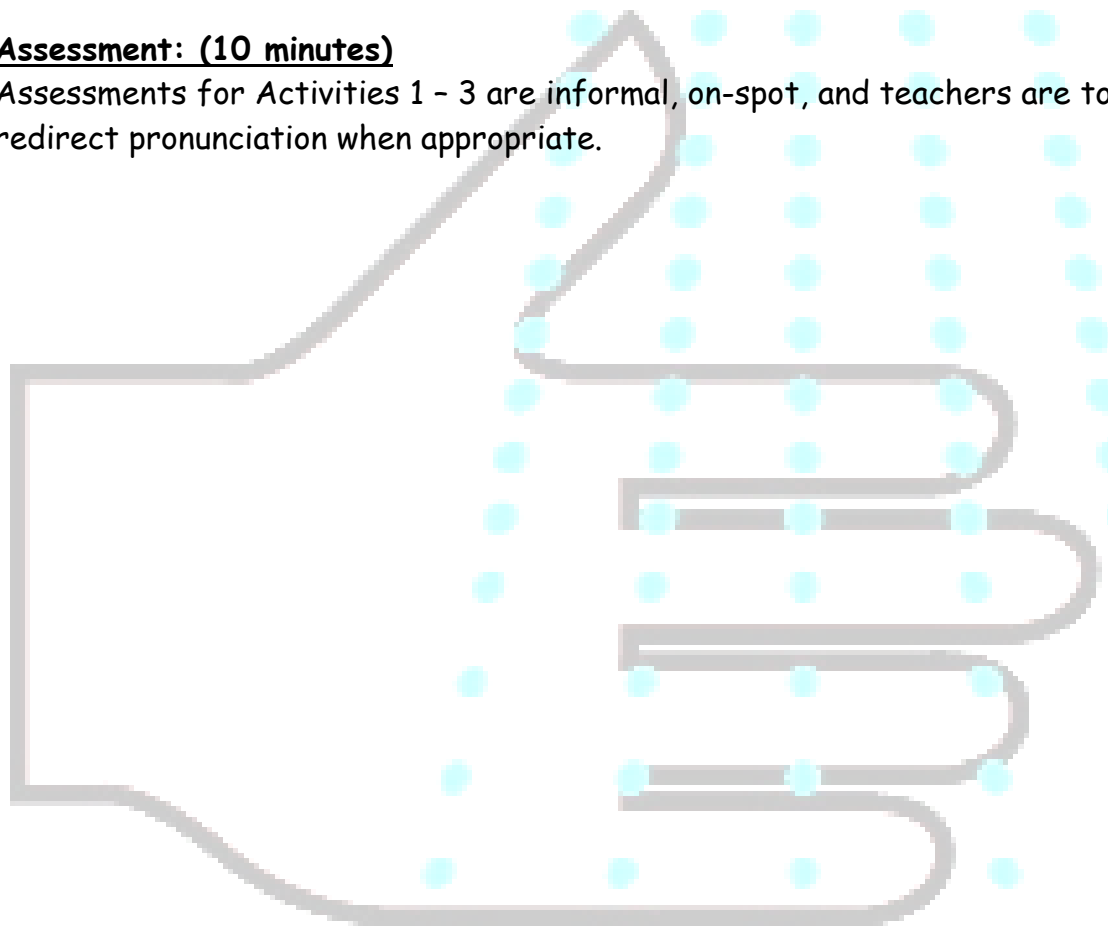 Assessment: (10 minutes)
Assessments for Activities 1 – 3 are informal, on-spot, and teachers are to
redirect pronunciation when appropriate.